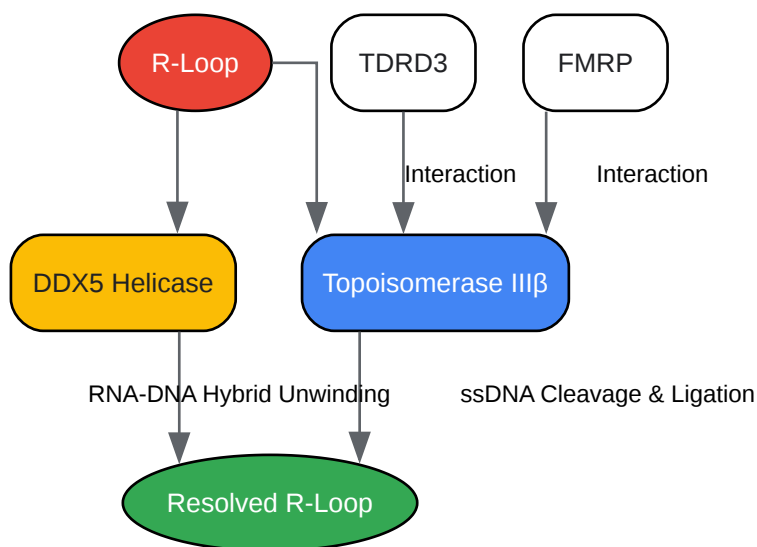 R-Loop
TDRD3
FMRP
Interaction
Interaction
DDX5 Helicase
Topoisomerase IIIβ
RNA-DNA Hybrid Unwinding
ssDNA Cleavage & Ligation
Resolved R-Loop